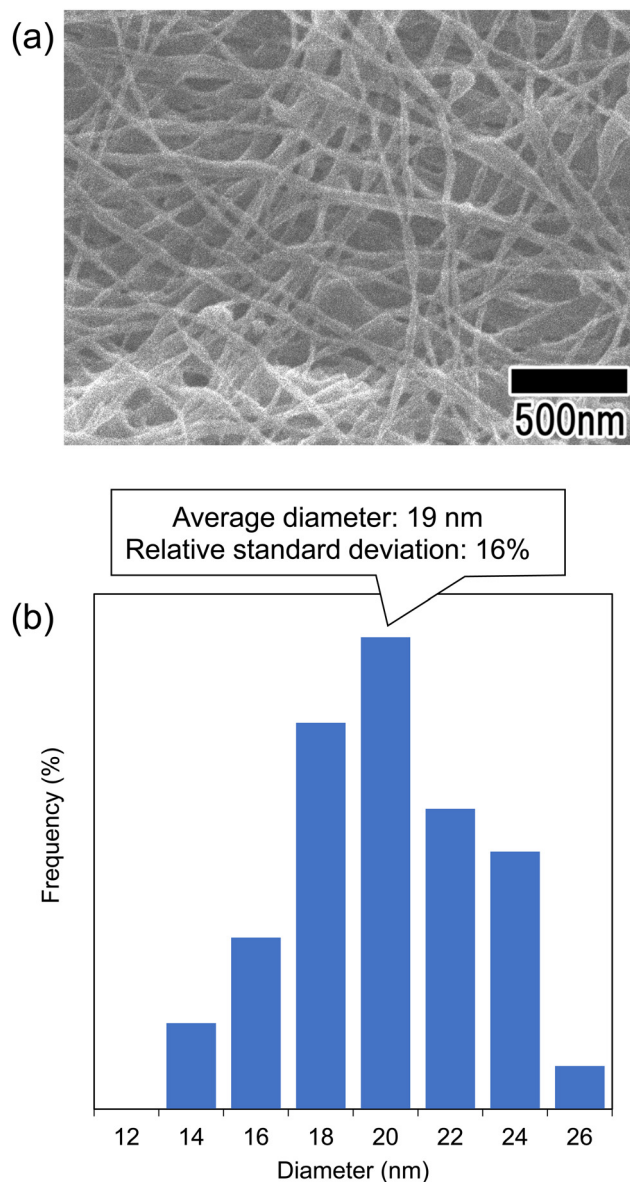 (a)
500nm
Average diameter: 19 nm
Relative standard deviation: 16%
(b)
Frequency (%)
12 14 16 18 20 22 24 26
Diameter (nm)